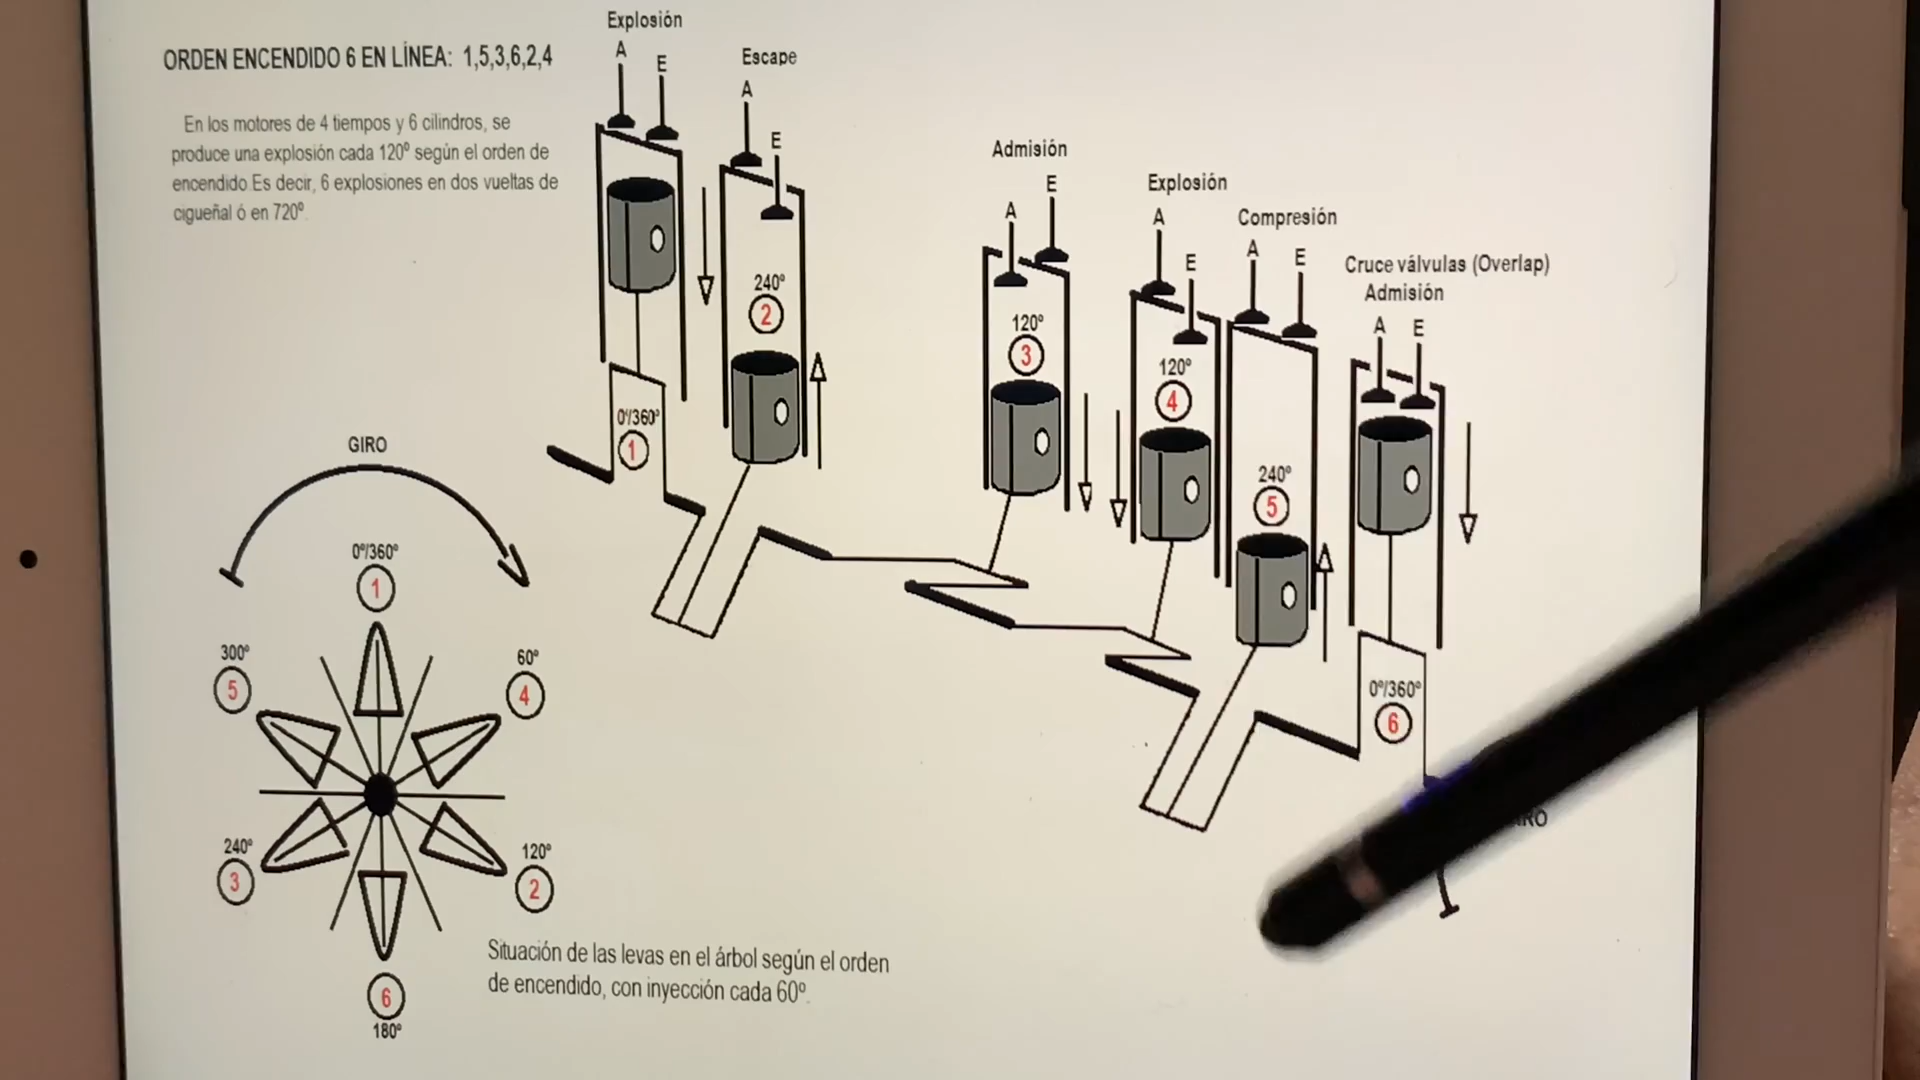 ORDEN ENCENDIDO 6 EN LÍNEA: 1,5,3,6,2,4
En los motores de 4 tiempos y 6 cilindros, se
produce una explosión cada 120º según el orden de
encendido.Es decir, 6 explosiones en dos vueltas de
cigueñal ó en 720º.
Explosión
A
E
0º/360º
1
Escape
A
E
240º
2
Admisión
A
E
120º
3
Explosión
A
E
120º
4
Compresión
A
E
240º
5
Cruce válvulas (Overlap)
Admisión
A
E
0º/360º
6
GIRO
0º/360º
1
300º
5
60º
4
240º
3
120º
2
6
180º
Situación de las levas en el árbol según el orden
de encendido, con inyección cada 60º.